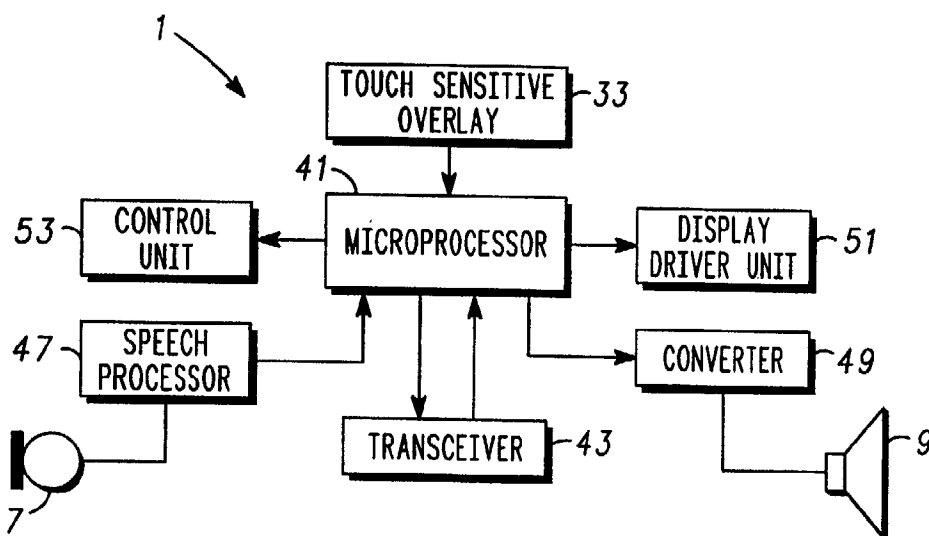 1
TOUCH SENSITIVE
OVERLAY
33
41
MICROPROCESSOR
53
CONTROL
UNIT
DISPLAY
DRIVER UNIT
51
47
SPEECH
PROCESSOR
CONVERTER
49
TRANSCEIVER
43
9
7